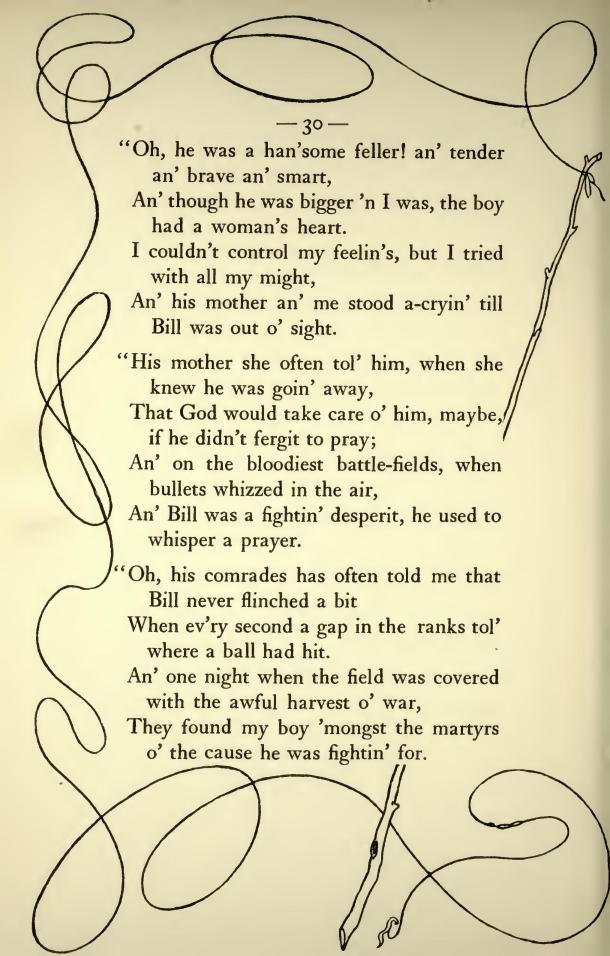 — 30 —
“Oh, he was a han'some feller! an' tender
an' brave an' smart,
An' though he was bigger 'n I was, the boy
had a woman's heart.
I couldn't control my feelin's, but I tried
with all my might,
An' his mother an' me stood a-cryin' till
Bill was out o' sight.
“His mother she often tol' him, when she
knew he was goin' away,
That God would take care o' him, maybe,
if he didn't fergit to pray;
An' on the bloodiest battle-fields, when
bullets whizzed in the air,
An' Bill was a fightin' desperit, he used to
whisper a prayer.
“Oh, his comrades has often told me that
Bill never flinched a bit
When ev'ry second a gap in the ranks tol'
where a ball had hit.
An' one night when the field was covered
with the awful harvest o' war,
They found my boy 'mongst the martyrs
o' the cause he was fightin' for.